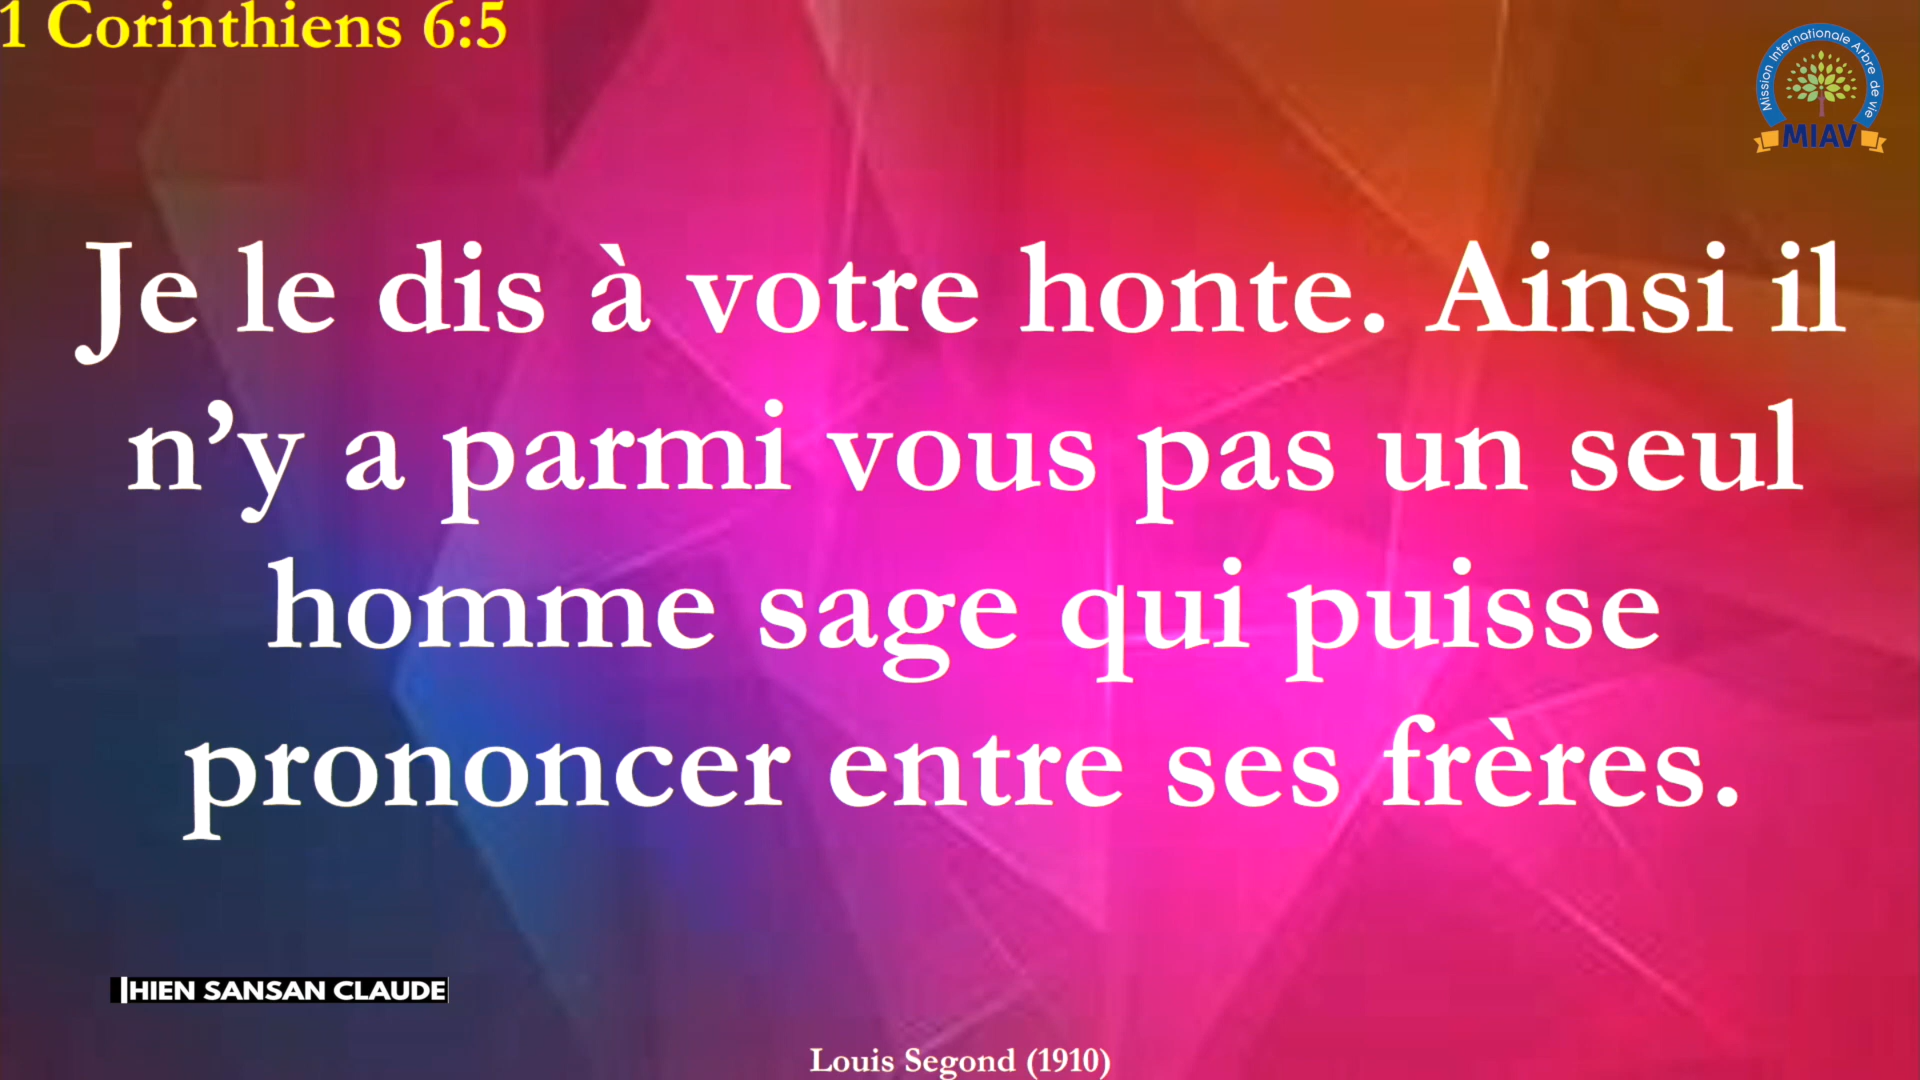 1 Corinthiens 6:5
Mission Internationale Arbre de vie
MIAV
Je le dis à votre honte. Ainsi il
n’y a parmi vous pas un seul
homme sage qui puisse
prononcer entre ses frères.
HIEN SANSAN CLAUDE
Louis Segond (1910)